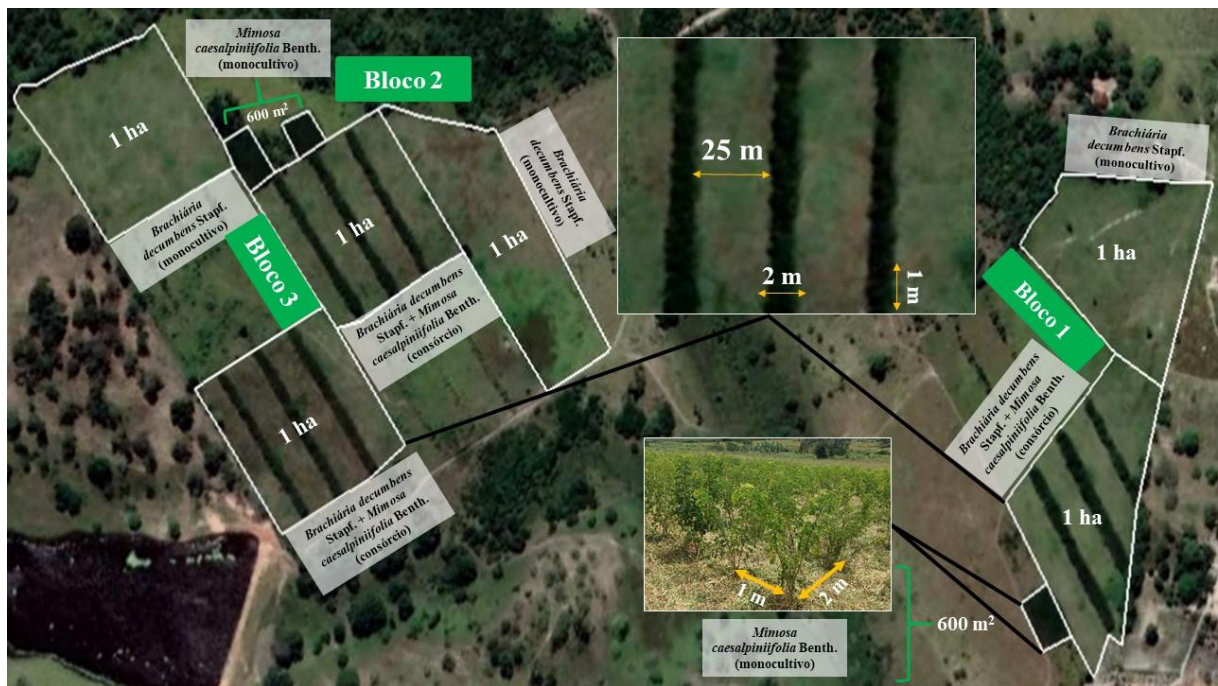 Mimosa
caesalpiniifolia Benth.
(monocultivo)
Bloco 2
600 m²
1 ha
Brachiária
decumbens Stapf.
(monocultivo)
Bloco 3
1 ha
Brachiária decumbens
Stapf. + Mimosa
caesalpiniifolia Benth.
(consórcio)
1 ha
Brachiária
decumbens Stapf.
(monocultivo)
1 ha
Brachiária decumbens
Stapf. + Mimosa
caesalpiniifolia Benth.
(consórcio)
25 m
2 m
1 m
Brachiária
decumbens Stapf.
(monocultivo)
1 ha
Bloco 1
Brachiária decumbens
Stapf. + Mimosa
caesalpiniifolia Benth.
(consórcio)
1 ha
1 m
2 m
600 m²
Mimosa
caesalpiniifolia Benth.
(monocultivo)